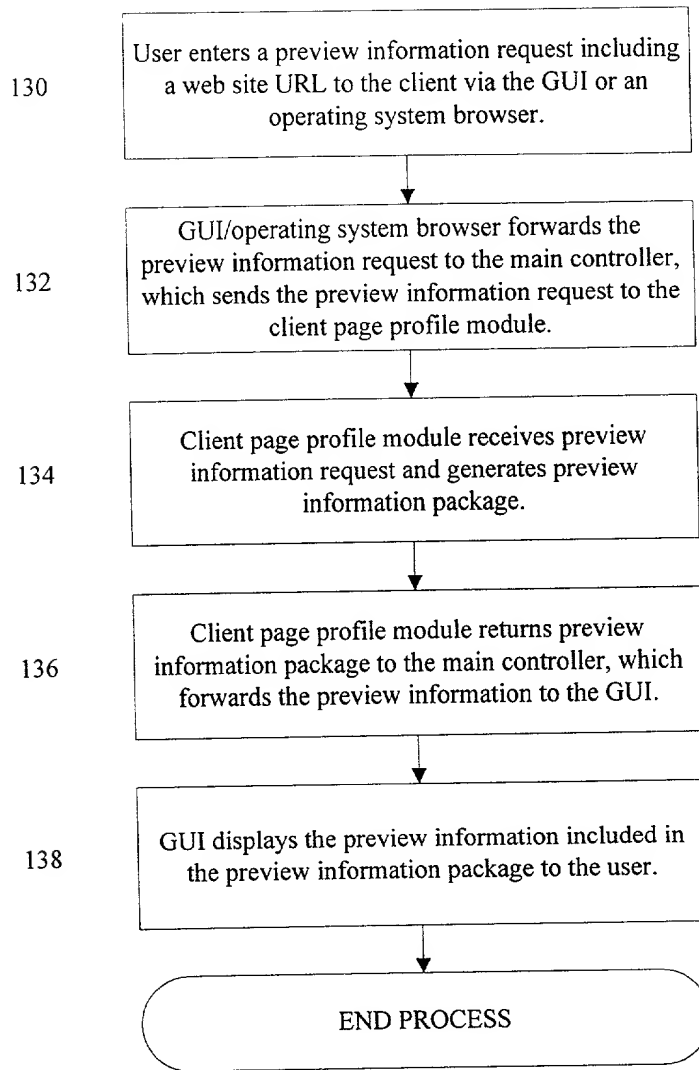 130
User enters a preview information request including
a web site URL to the client via the GUI or an
operating system browser.
132
GUI/operating system browser forwards the
preview information request to the main controller,
which sends the preview information request to the
client page profile module.
134
Client page profile module receives preview
information request and generates preview
information package.
136
Client page profile module returns preview
information package to the main controller, which
forwards the preview information to the GUI.
138
GUI displays the preview information included in
the preview information package to the user.
END PROCESS